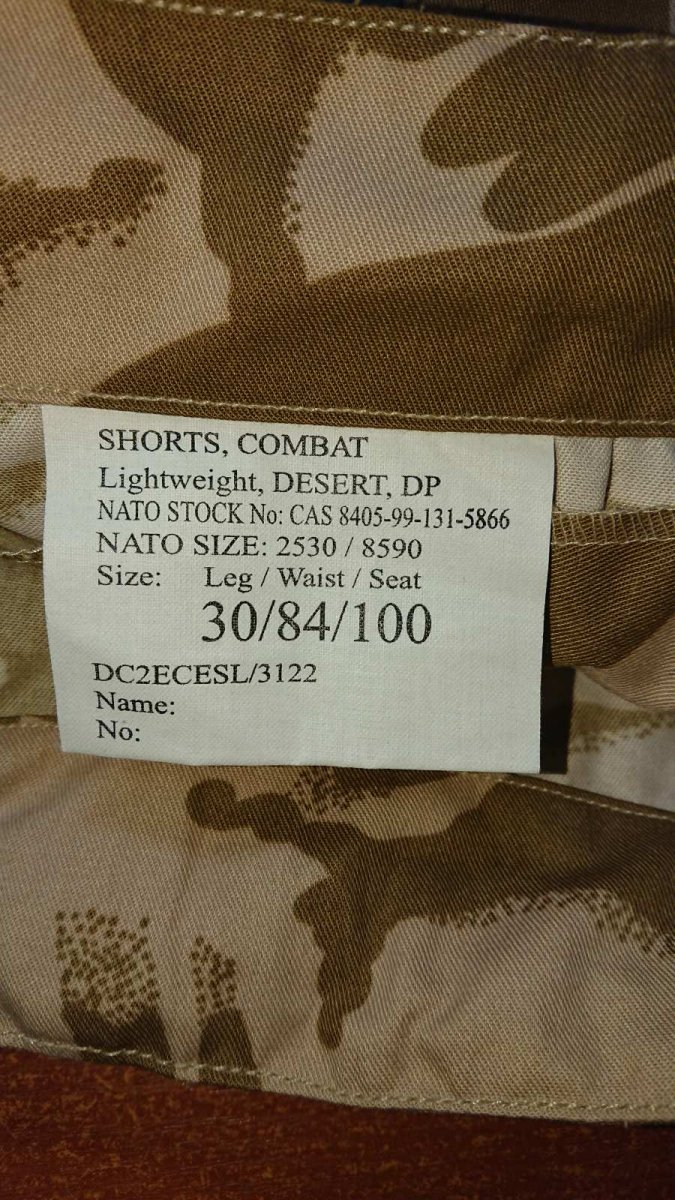 SHORTS, COMBAT
Lightweight, DESERT, DP
NATO STOCK No: CAS 8405-99-131-5866
NATO SIZE: 2530 / 8590
Size: Leg / Waist / Seat
30/84/100
DC2ECESL/3122
Name:
No: